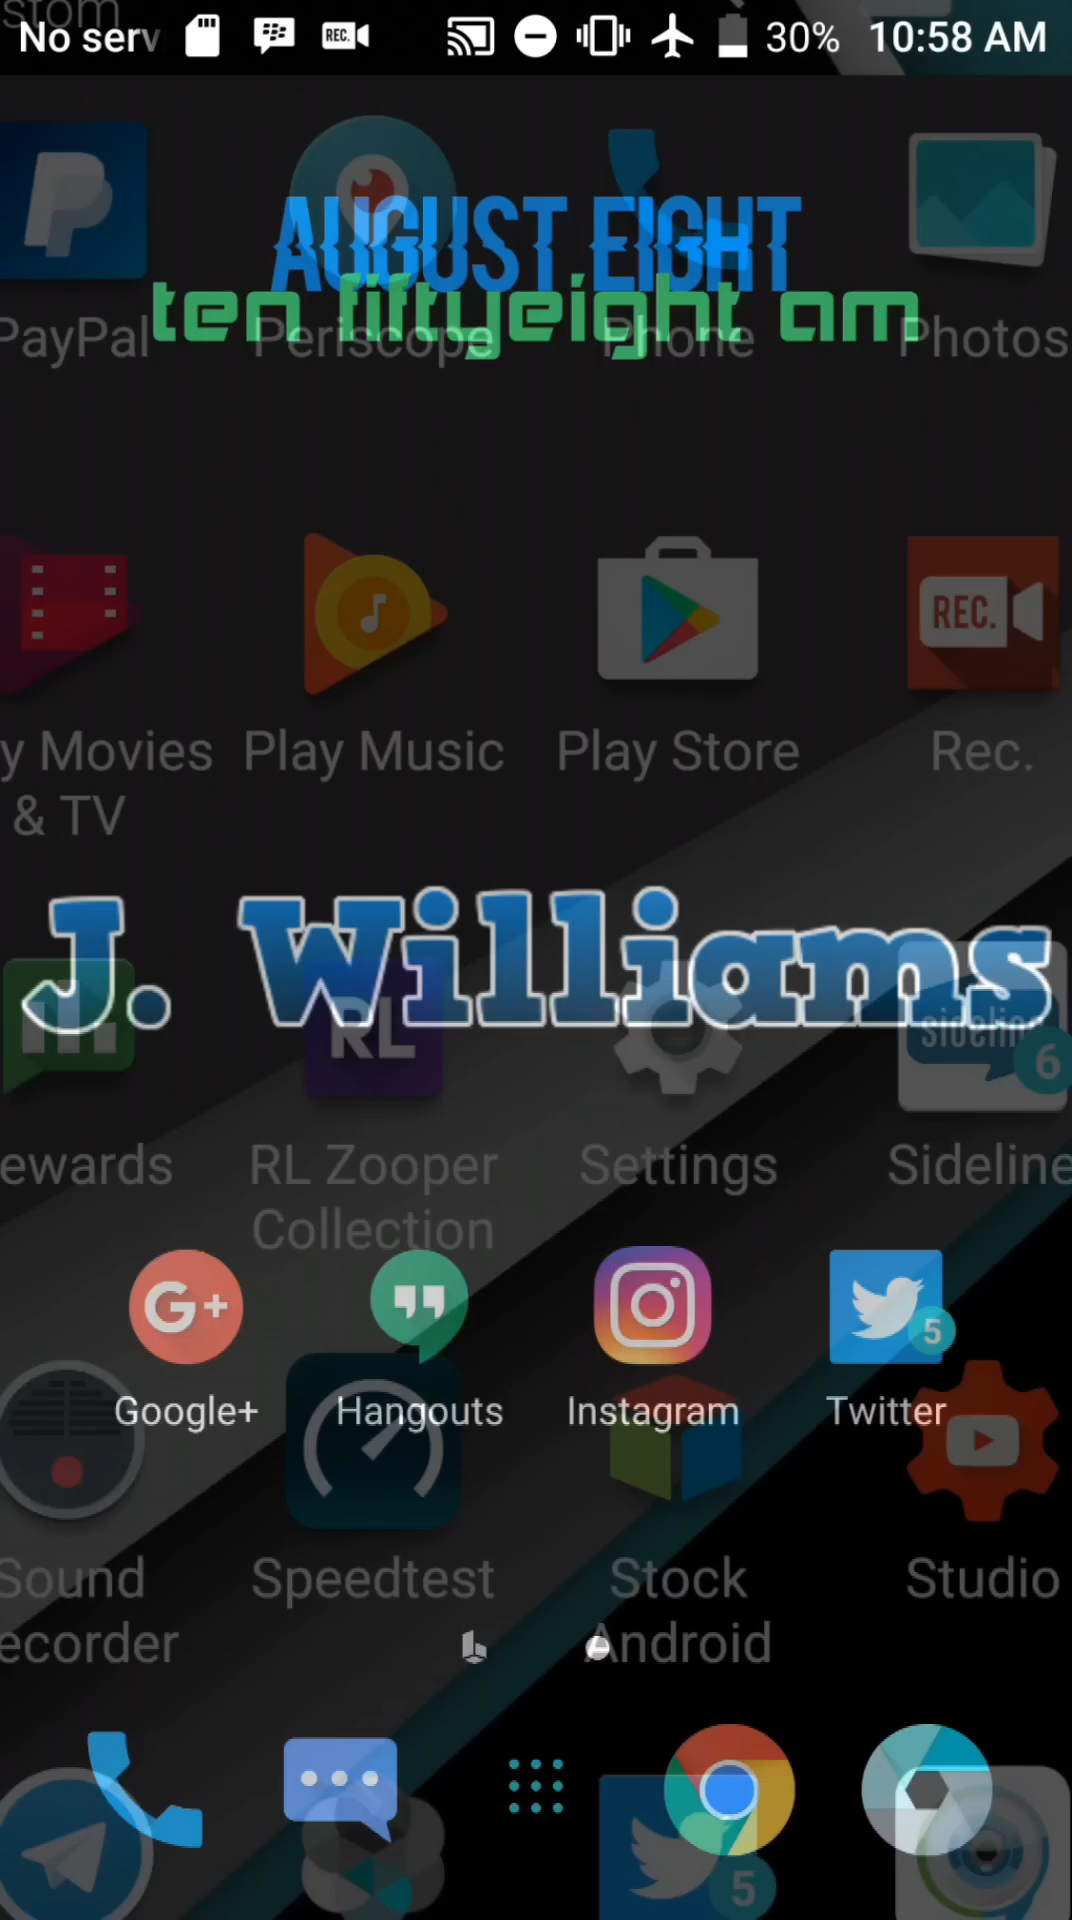 stom
No serv REC. 30% 10:58 AM
AUGUST EIGHT
ten fiftyeight am
PayPal Periscope Phone Photos
REC.
y Movies Play Music Play Store Rec.
& TV
J. Williams
RL sideline 6
ewards RL Zooper Settings Sideline
Collection
G+ 5
Google+ Hangouts Instagram Twitter
Sound Speedtest Stock Studio
ecorder Android
5